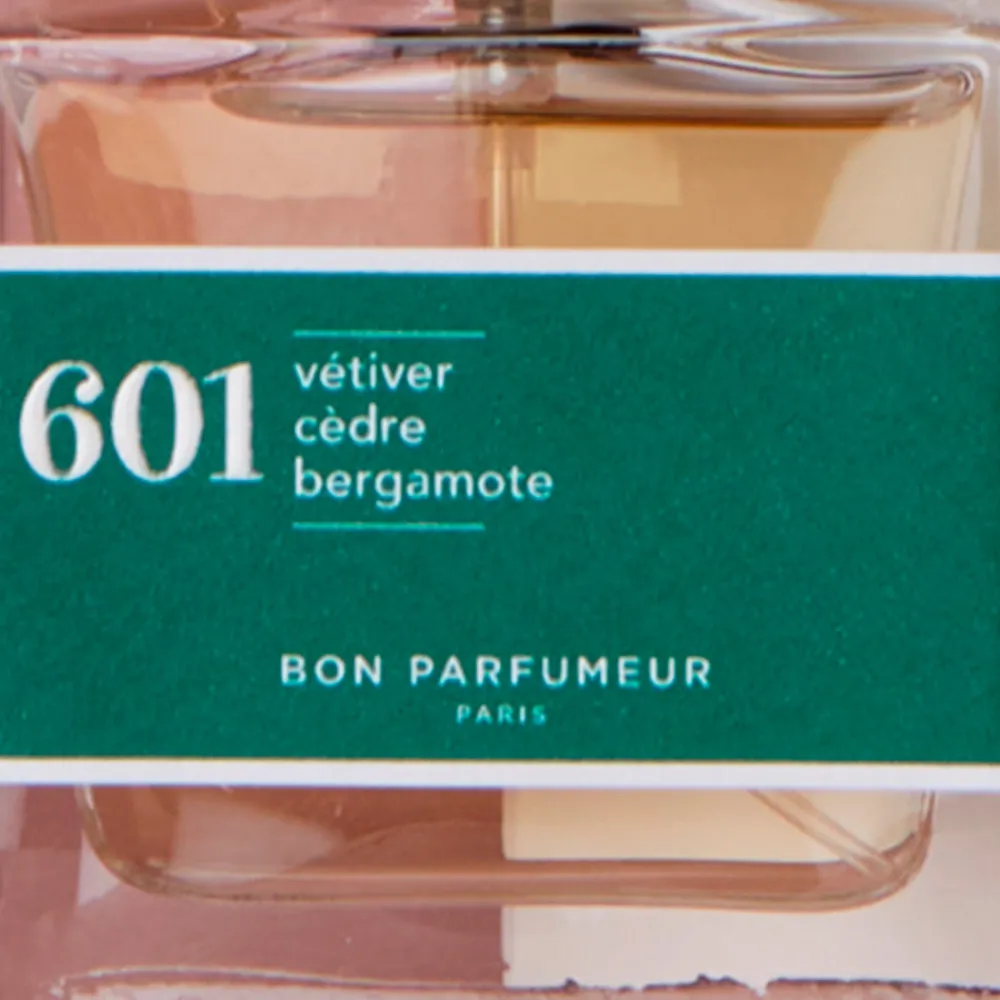 601
vétiver
cèdre
bergamote
BON PARFUMEUR
PARIS